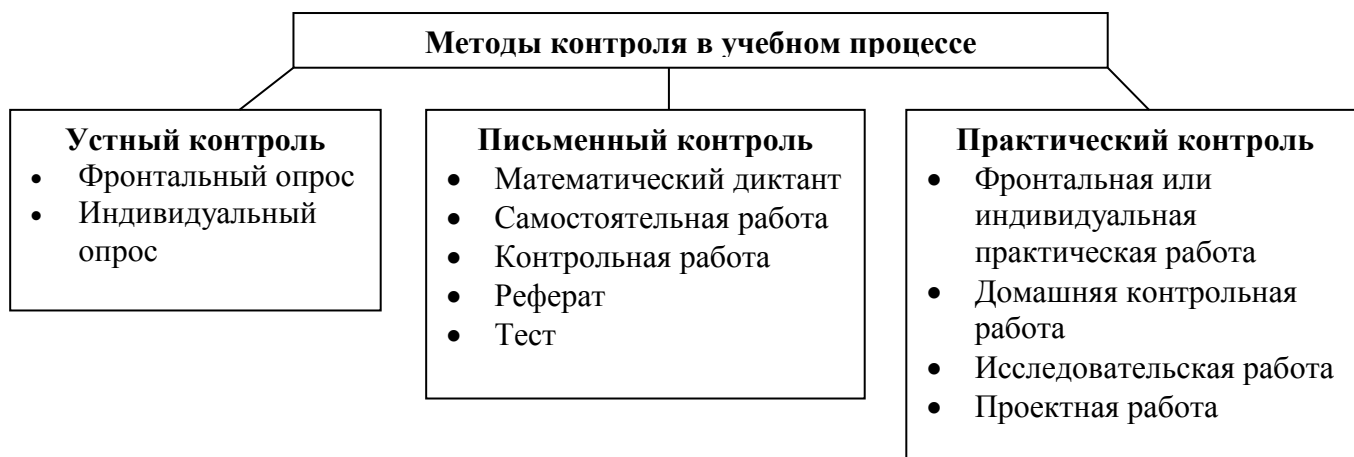 Методы контроля в учебном процессе
Устный контроль
• Фронтальный опрос
• Индивидуальный
опрос
Письменный контроль
• Математический диктант
• Самостоятельная работа
• Контрольная работа
• Реферат
• Тест
Практический контроль
• Фронтальная или
индивидуальная
практическая работа
• Домашняя контрольная
работа
• Исследовательская работа
• Проектная работа